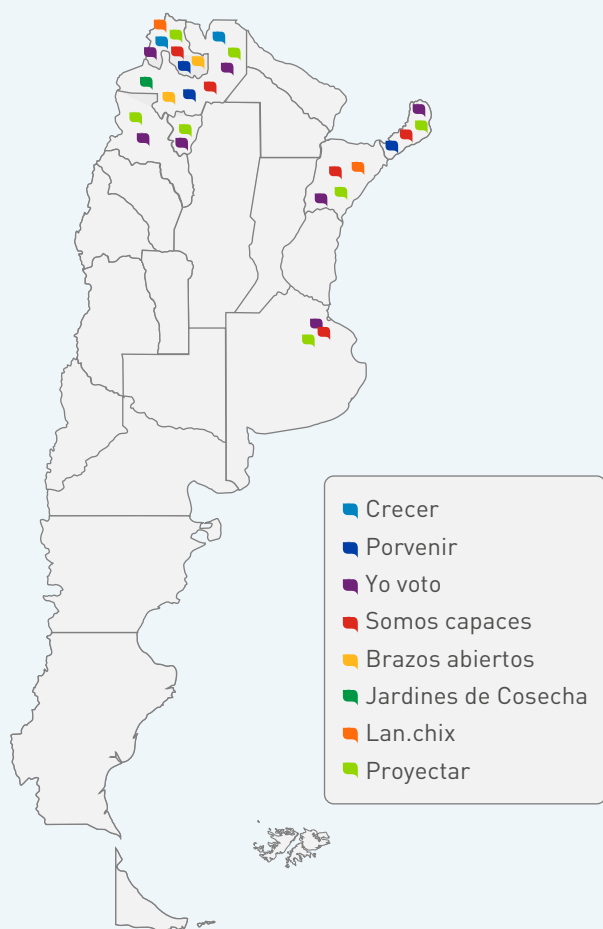 Crecer
Porvenir
Yo voto
Somos capaces
Brazos abiertos
Jardines de Cosecha
Lan.chix
Proyectar